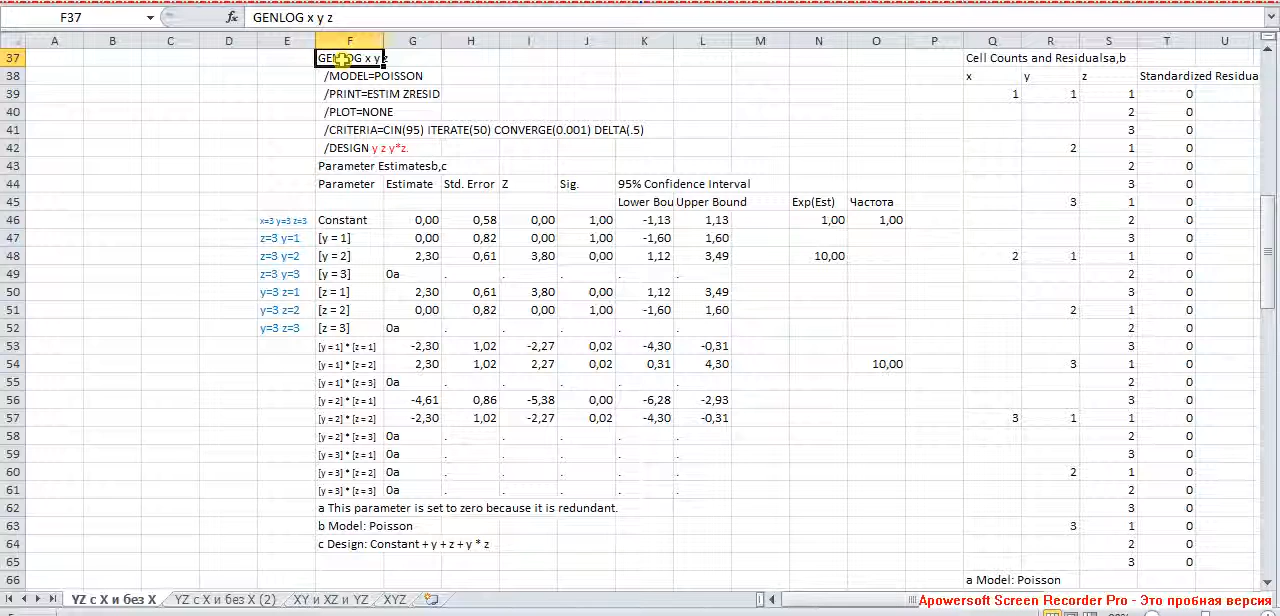 F37 fx GENLOG x y z
A B C D E F G H I J K L M N O P Q R S T U
37 GENLOG x y z Cell Counts and Residualsa,b
38 /MODEL=POISSON x y z Standardized Residua
39 /PRINT=ESTIM ZRESID 1 1 1 0
40 /PLOT=NONE 2 0
41 /CRITERIA=CIN(95) ITERATE(50) CONVERGE(0.001) DELTA(.5) 3 0
42 /DESIGN y z y*z. 2 1 0
43 Parameter Estimatesb,c 2 0
44 Parameter Estimate Std. Error Z Sig. 95% Confidence Interval 3 0
45 Lower Bou Upper Bound Exp(Est) Частота 3 1 0
46 x=3 y=3 z=3 Constant 0,00 0,58 0,00 1,00 -1,13 1,13 1,00 1,00 2 0
47 z=3 y=1 [y = 1] 0,00 0,82 0,00 1,00 -1,60 1,60 3 0
48 z=3 y=2 [y = 2] 2,30 0,61 3,80 0,00 1,12 3,49 10,00 2 1 1 0
49 z=3 y=3 [y = 3] 0a . . . . . 2 0
50 y=3 z=1 [z = 1] 2,30 0,61 3,80 0,00 1,12 3,49 3 0
51 y=3 z=2 [z = 2] 0,00 0,82 0,00 1,00 -1,60 1,60 2 1 0
52 y=3 z=3 [z = 3] 0a . . . . . 2 0
53 [y = 1] * [z = 1] -2,30 1,02 -2,27 0,02 -4,30 -0,31 3 0
54 [y = 1] * [z = 2] 2,30 1,02 2,27 0,02 0,31 4,30 10,00 3 1 0
55 [y = 1] * [z = 3] 0a . . . . . 2 0
56 [y = 2] * [z = 1] -4,61 0,86 -5,38 0,00 -6,28 -2,93 3 0
57 [y = 2] * [z = 2] -2,30 1,02 -2,27 0,02 -4,30 -0,31 3 1 1 0
58 [y = 2] * [z = 3] 0a . . . . . 2 0
59 [y = 3] * [z = 1] 0a . . . . . 3 0
60 [y = 3] * [z = 2] 0a . . . . . 2 1 0
61 [y = 3] * [z = 3] 0a . . . . . 2 0
62 a This parameter is set to zero because it is redundant. 3 0
63 b Model: Poisson 3 1 0
64 c Design: Constant + y + z + y * z 2 0
65 3 0
66 a Model: Poisson
YZ с X и без X YZ с X и без X (2) XY и XZ и YZ XYZ
Apowersoft Screen Recorder Pro - Это пробная версия